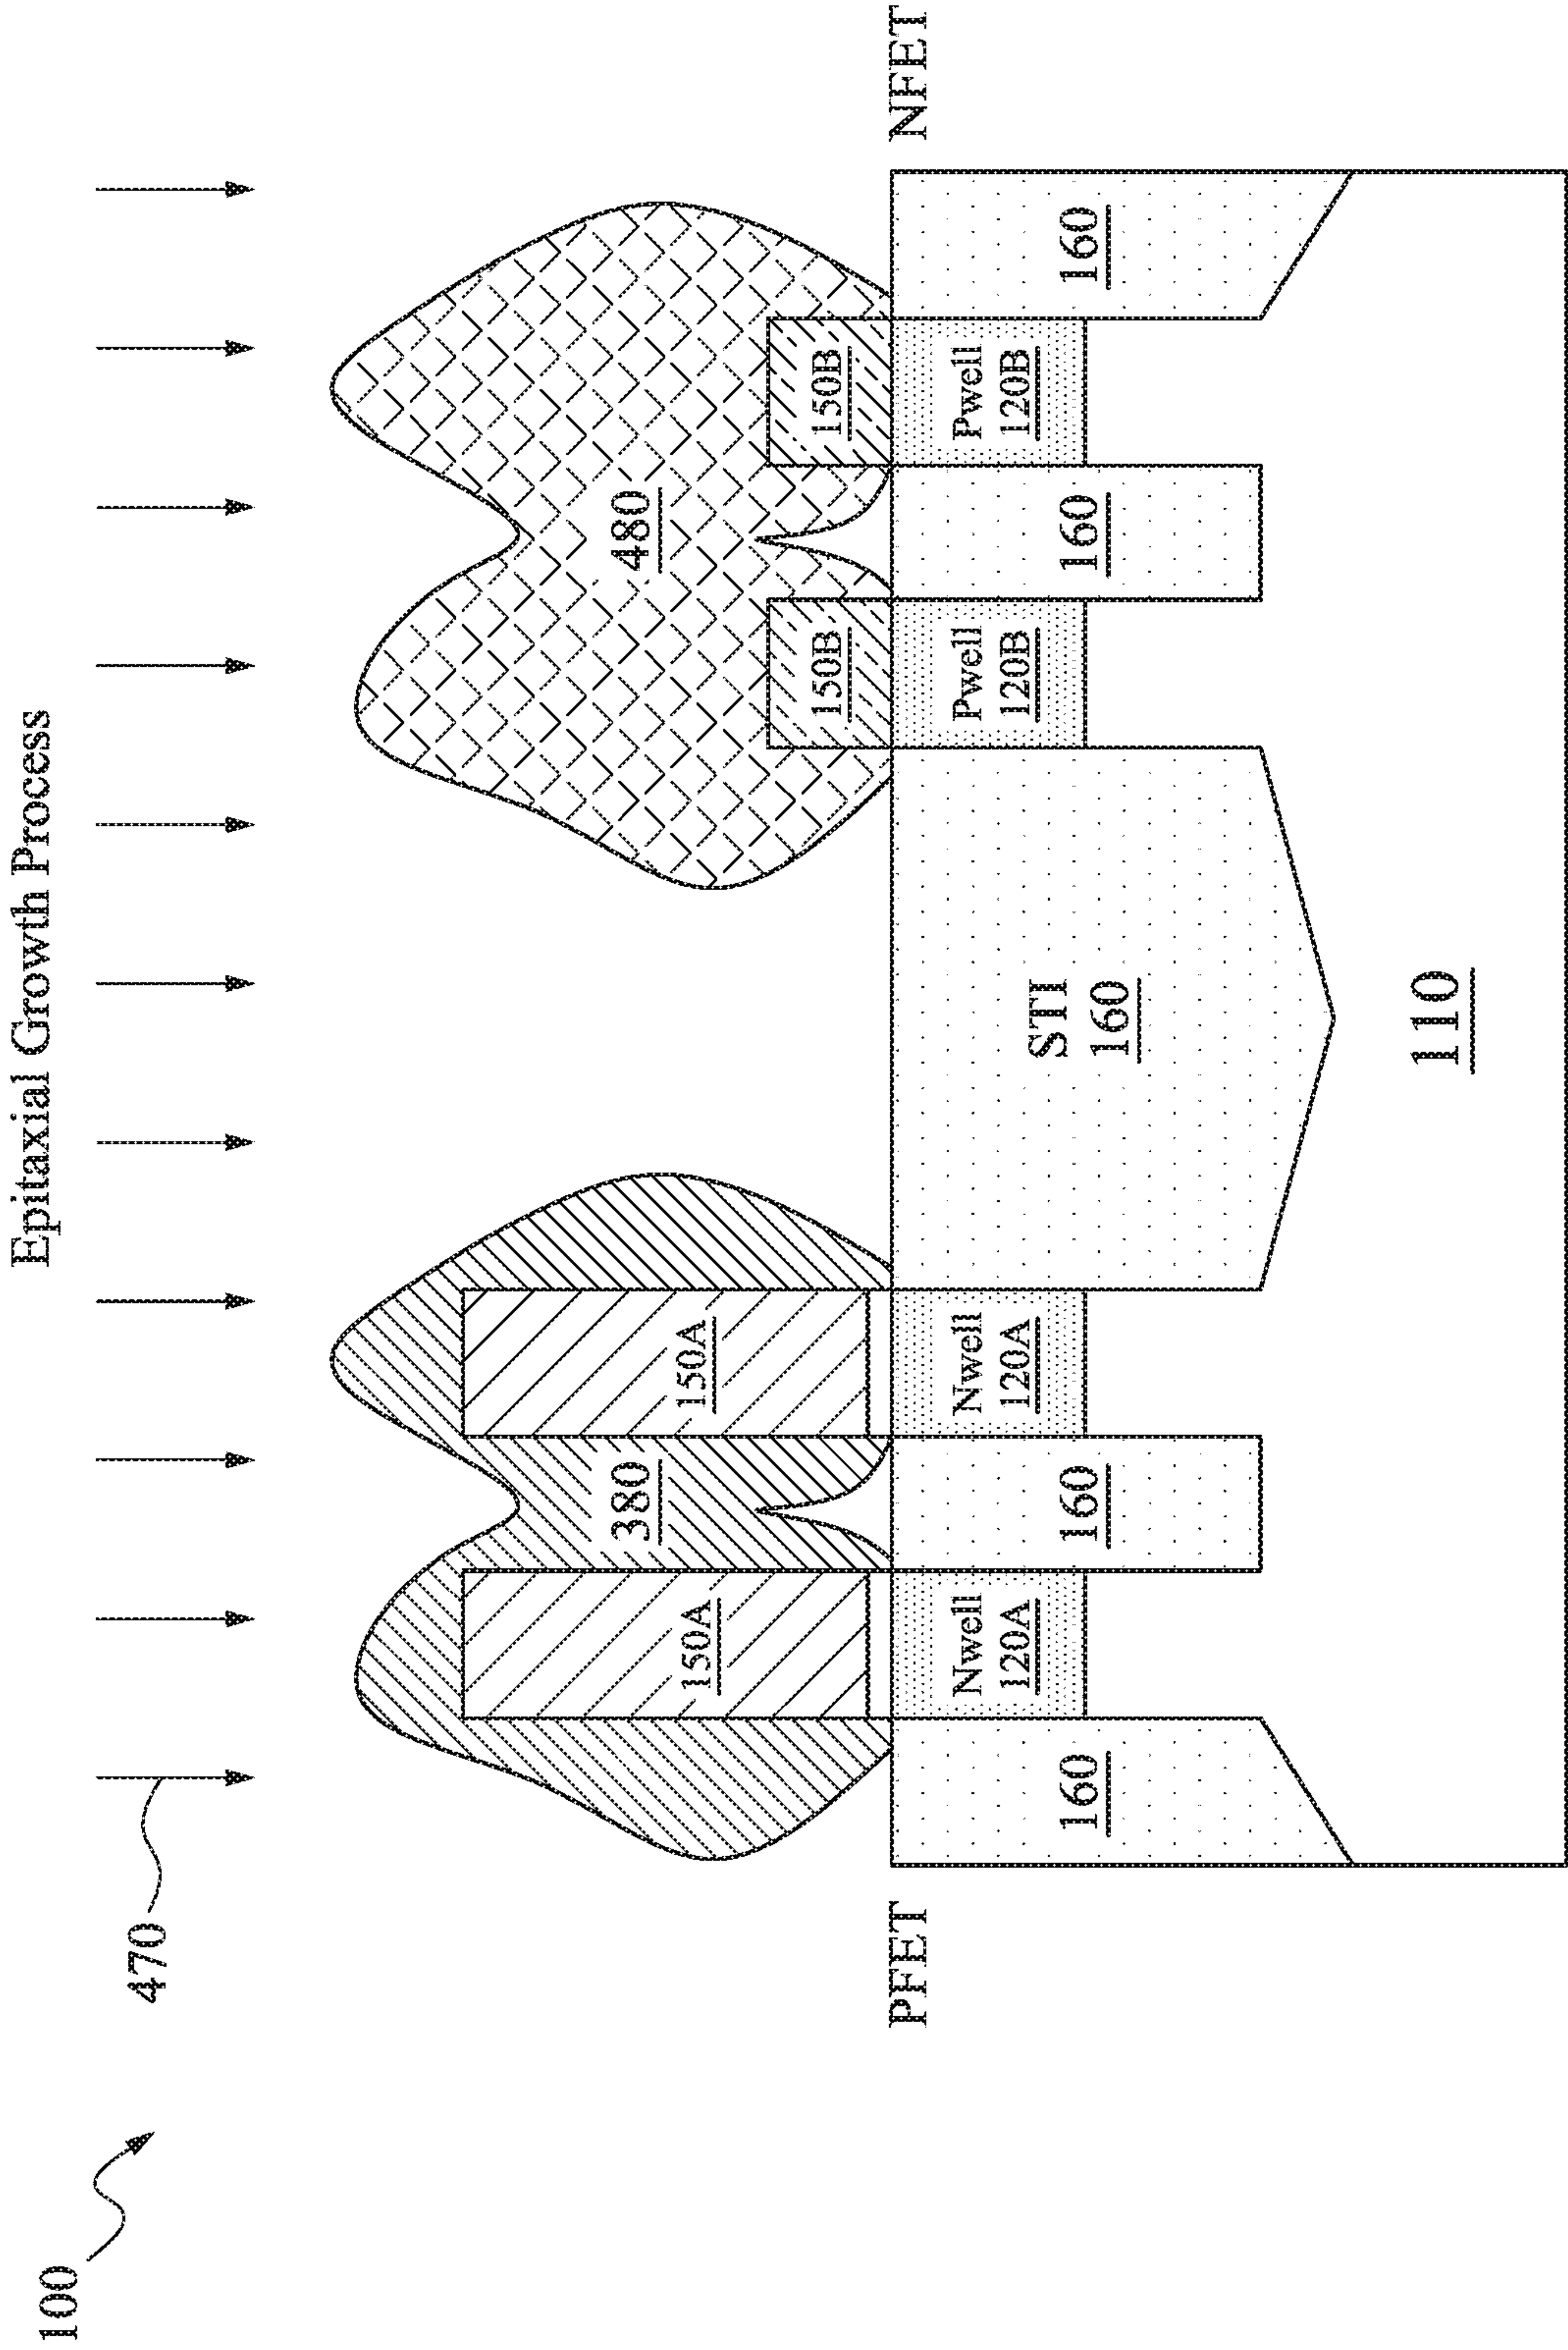 100
470
Epitaxial Growth Process
380
480
150A
150A
150B
150B
PFET
NFET
Nwell
120A
Nwell
120A
Pwell
120B
Pwell
120B
160
160
STI
160
160
160
110